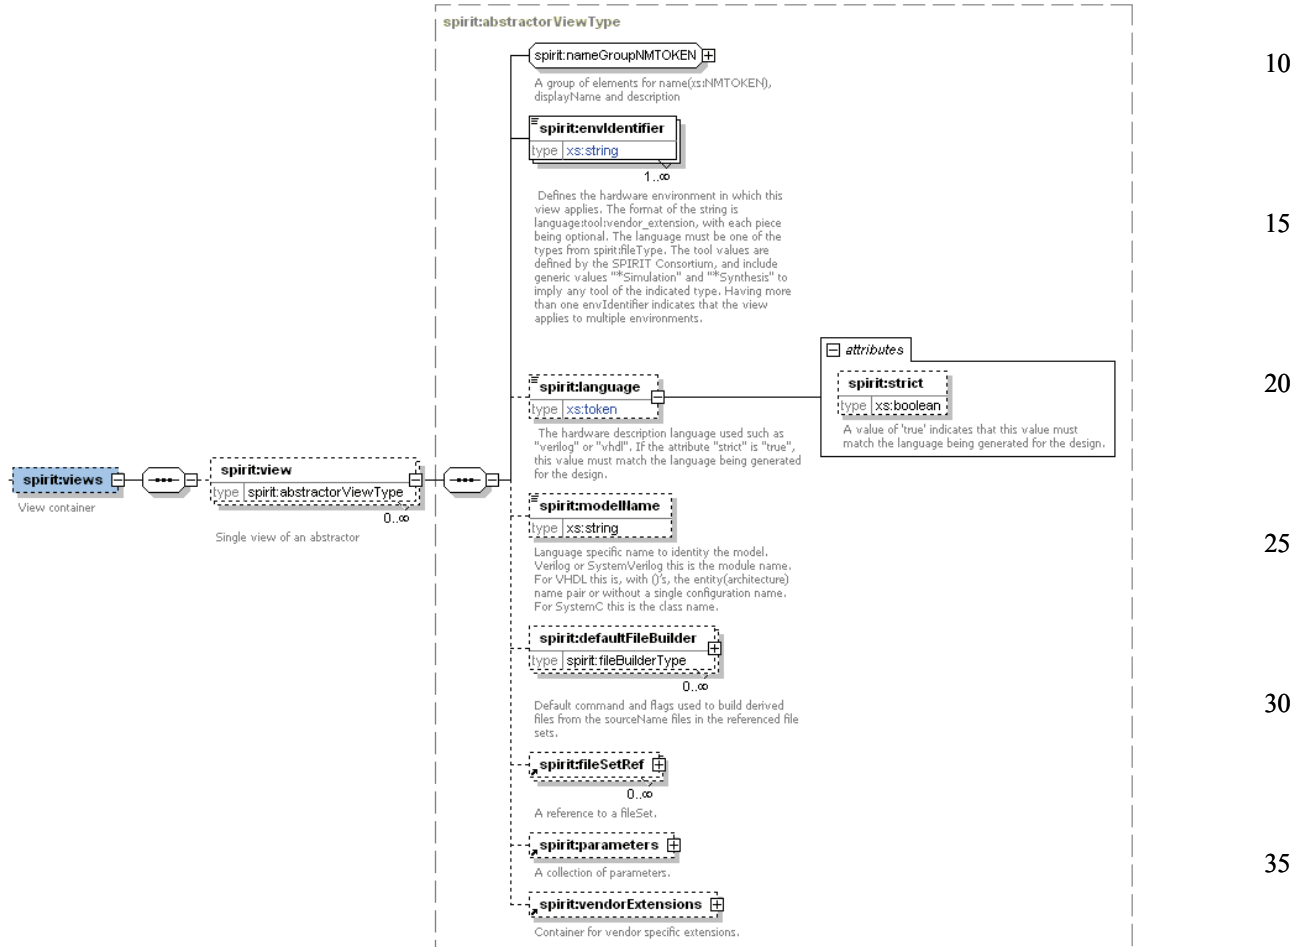 spirit:abstractorViewType
spirit:nameGroupNMTOKEN
10
A group of elements for name(xs:NMTOKEN),
displayName and description
spirit:envIdentifier
type xs:string
1..∞
Defines the hardware environment in which this
view applies. The format of the string is
language:tool:vendor_extension, with each piece
15
being optional. The language must be one of the
types from spirit:fileType. The tool values are
defined by the SPIRIT Consortium, and include
generic values "*Simulation" and "*Synthesis" to
imply any tool of the indicated type. Having more
than one envIdentifier indicates that the view
applies to multiple environments.
attributes
spirit:language
type xs:token
spirit:strict
20
type xs:boolean
A value of 'true' indicates that this value must
match the language being generated for the design.
The hardware description language used such as
"verilog" or "vhdl". If the attribute "strict" is "true",
this value must match the language being generated
for the design.
spirit:views
View container
spirit:view
type spirit:abstractorViewType
0..∞
Single view of an abstractor
spirit:modelName
type xs:string
25
Language specific name to identity the model.
Verilog or SystemVerilog this is the module name.
For VHDL this is, with ()'s, the entity(architecture)
name pair or without a single configuration name.
For SystemC this is the class name.
spirit:defaultFileBuilder
type spirit:fileBuilderType
0..∞
30
Default command and flags used to build derived
files from the sourceName files in the referenced file
sets.
spirit:fileSetRef
0..∞
A reference to a fileSet.
spirit:parameters
35
A collection of parameters.
spirit:vendorExtensions
Container for vendor specific extensions.